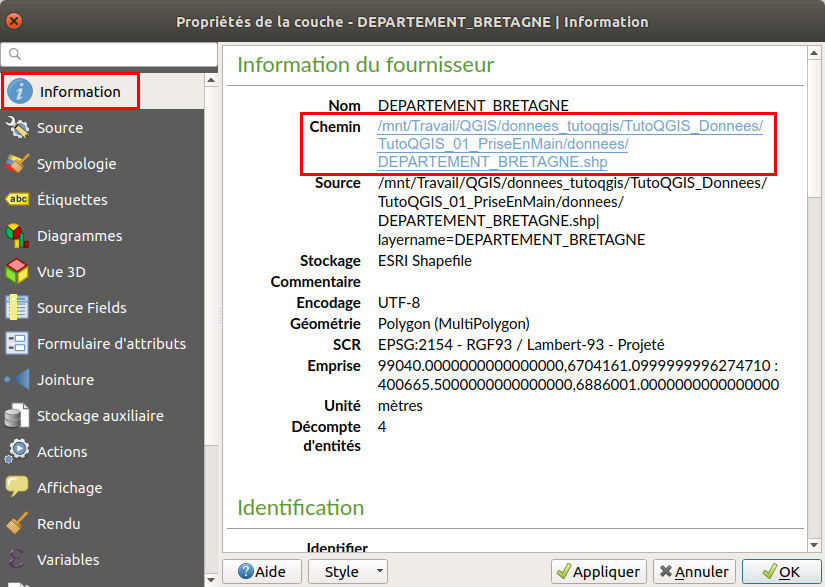 Propriétés de la couche - DEPARTEMENT_BRETAGNE | Information
Information
Source
Symbologie
abc Étiquettes
Diagrammes
Vue 3D
Source Fields
Formulaire d'attributs
Jointure
Stockage auxiliaire
Actions
Affichage
Rendu
Variables
Information du fournisseur
Nom DEPARTEMENT_BRETAGNE
Chemin /mnt/Travail/QGIS/donnees_tutoqgis/TutoQGIS_Donnees/
TutoQGIS_01_PriseEnMain/donnees/
DEPARTEMENT_BRETAGNE.shp
Source /mnt/Travail/QGIS/donnees_tutoqgis/TutoQGIS_Donnees/
TutoQGIS_01_PriseEnMain/donnees/
DEPARTEMENT_BRETAGNE.shp|
layername=DEPARTEMENT_BRETAGNE
Stockage ESRI Shapefile
Commentaire
Encodage UTF-8
Géométrie Polygon (MultiPolygon)
SCR EPSG:2154 - RGF93 / Lambert-93 - Projeté
Emprise 99040.0000000000000000,6704161.0999999996274710 :
400665.5000000000000000,6886001.0000000000000000
Unité mètres
Décompte 4
d'entités
Identification
Identifier
Aide
Style
Appliquer
Annuler
OK